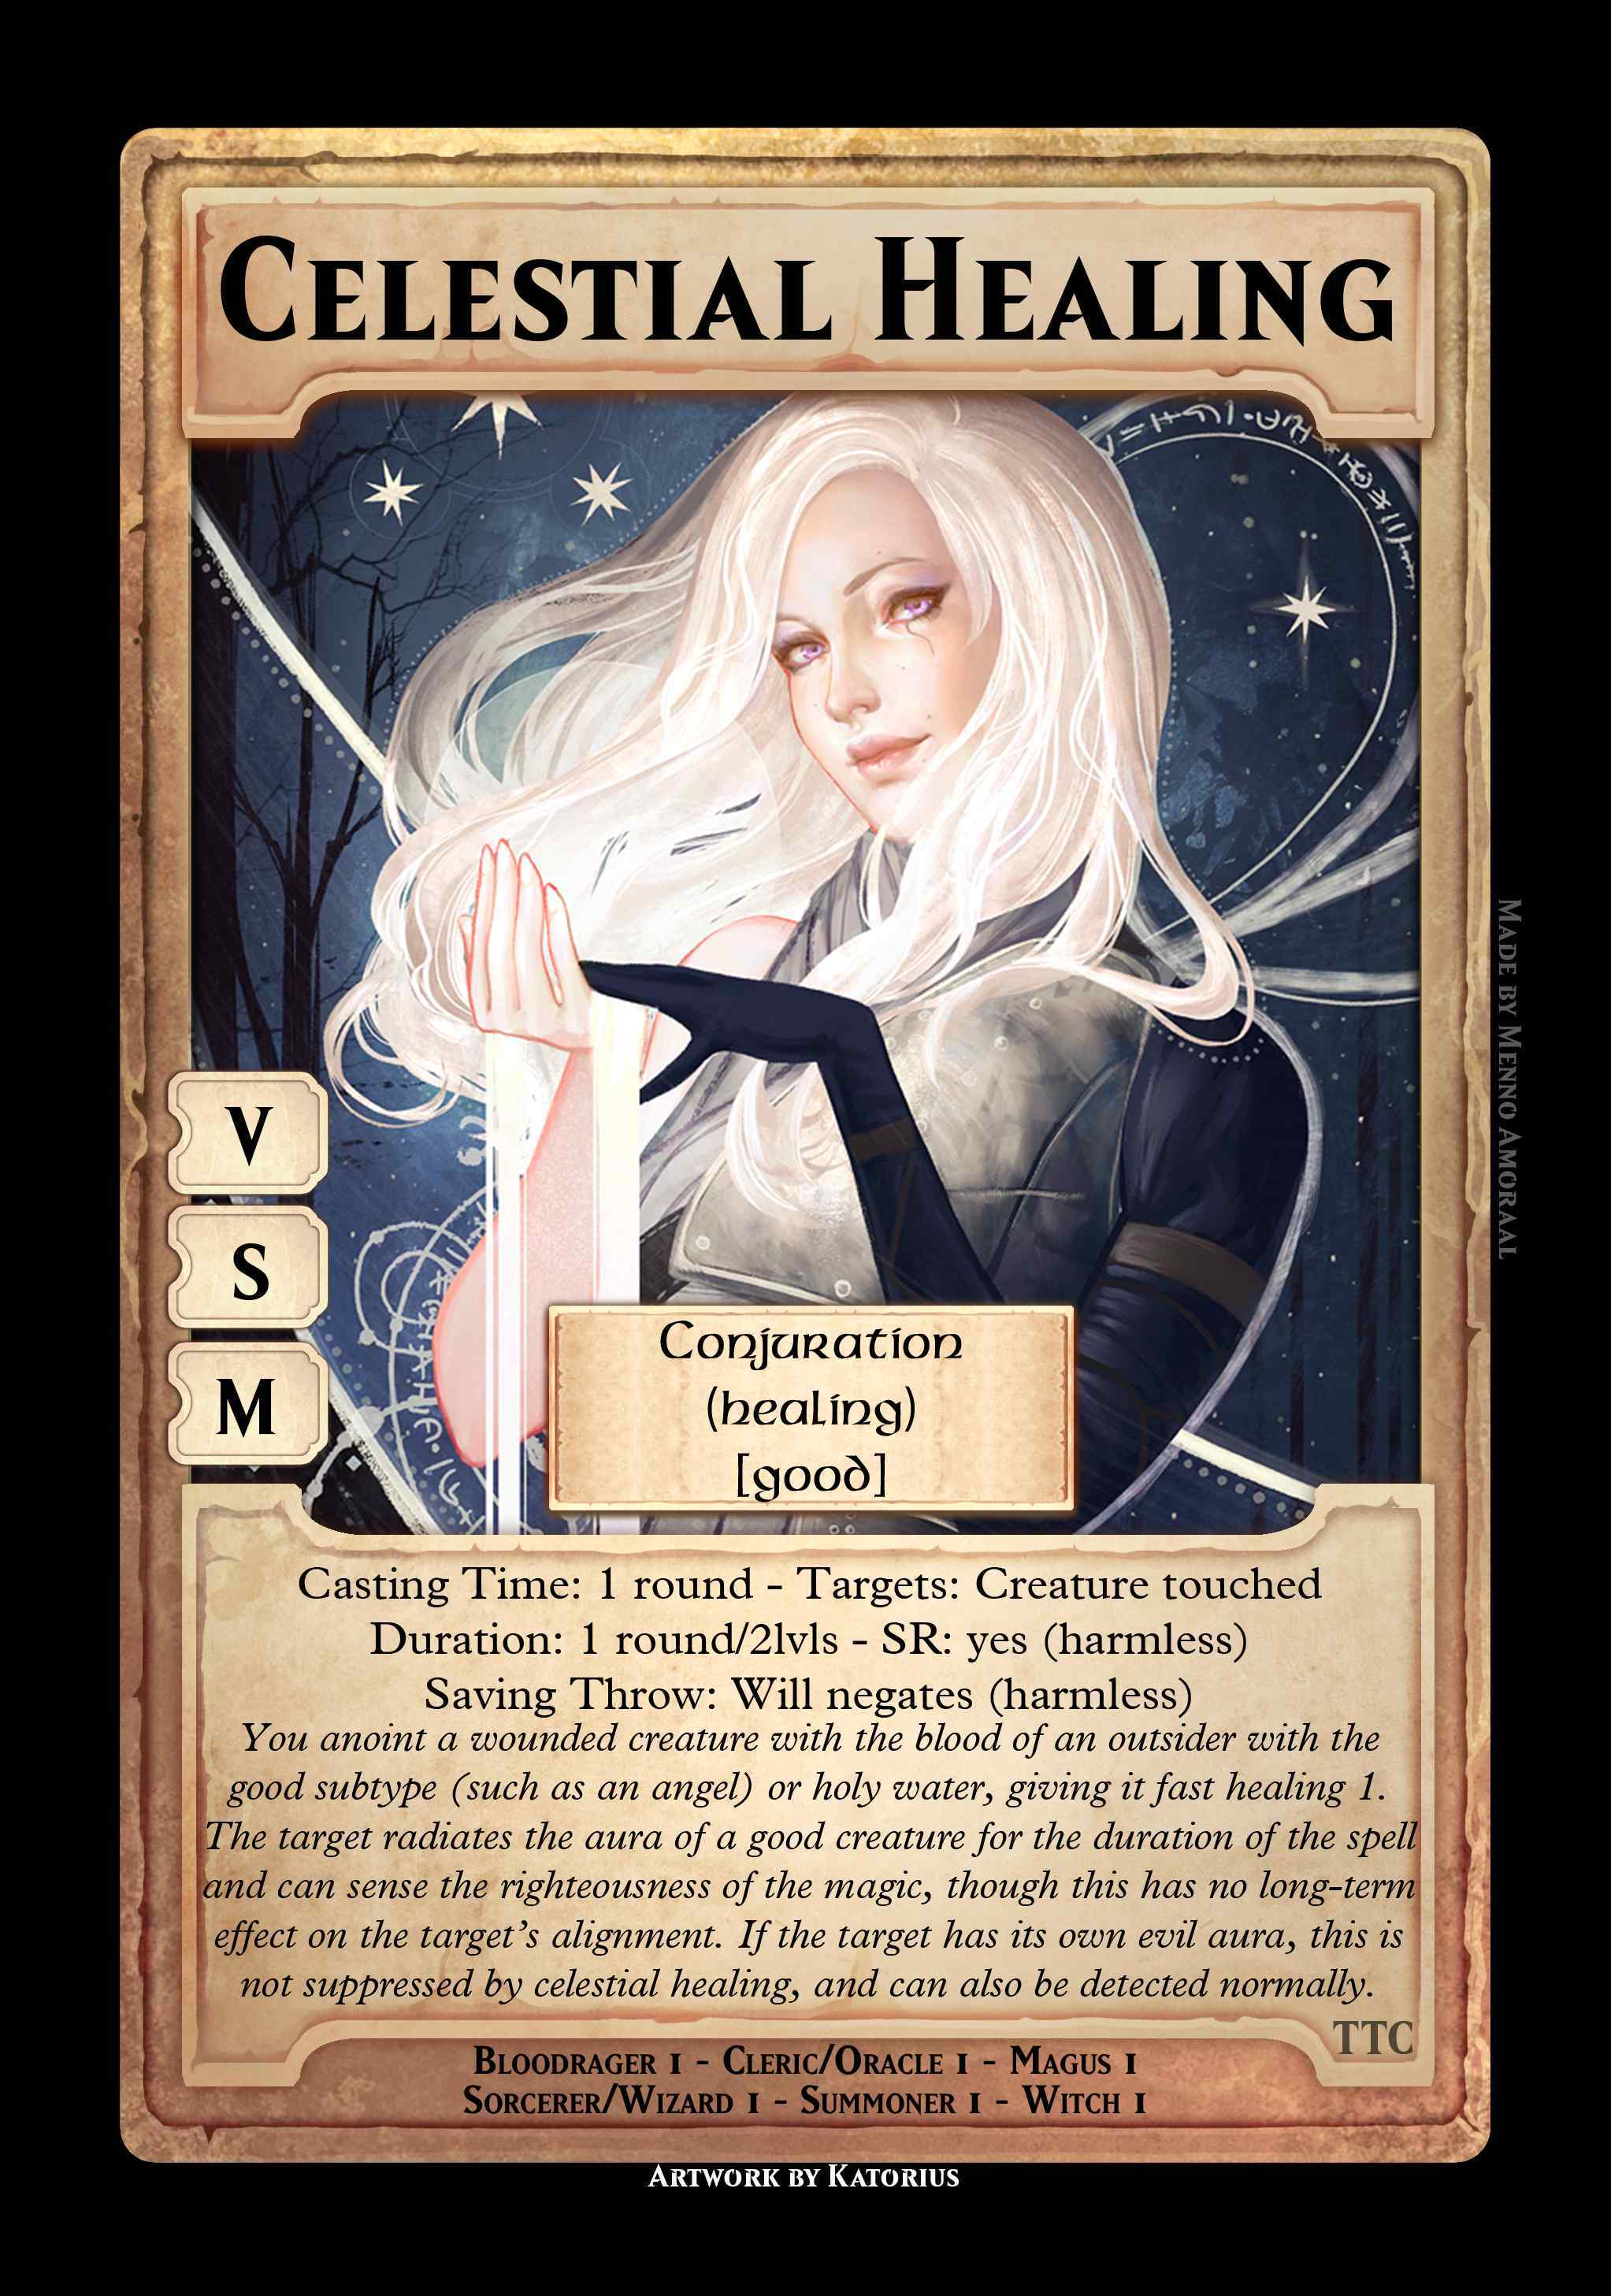 Celestial Healing
V
S
M
Conjuration
(healing)
[good]
Casting Time: 1 round - Targets: Creature touched
Duration: 1 round/2lvls - SR: yes (harmless)
Saving Throw: Will negates (harmless)
You anoint a wounded creature with the blood of an outsider with the
good subtype (such as an angel) or holy water, giving it fast healing 1.
The target radiates the aura of a good creature for the duration of the spell
and can sense the righteousness of the magic, though this has no long-term
effect on the target's alignment. If the target has its own evil aura, this is
not suppressed by celestial healing, and can also be detected normally.
TTC
Bloodrager 1 - Cleric/Oracle 1 - Magus 1
Sorcerer/Wizard 1 - Summoner 1 - Witch 1
Artwork by Katorius
Made by Menno Amoraal